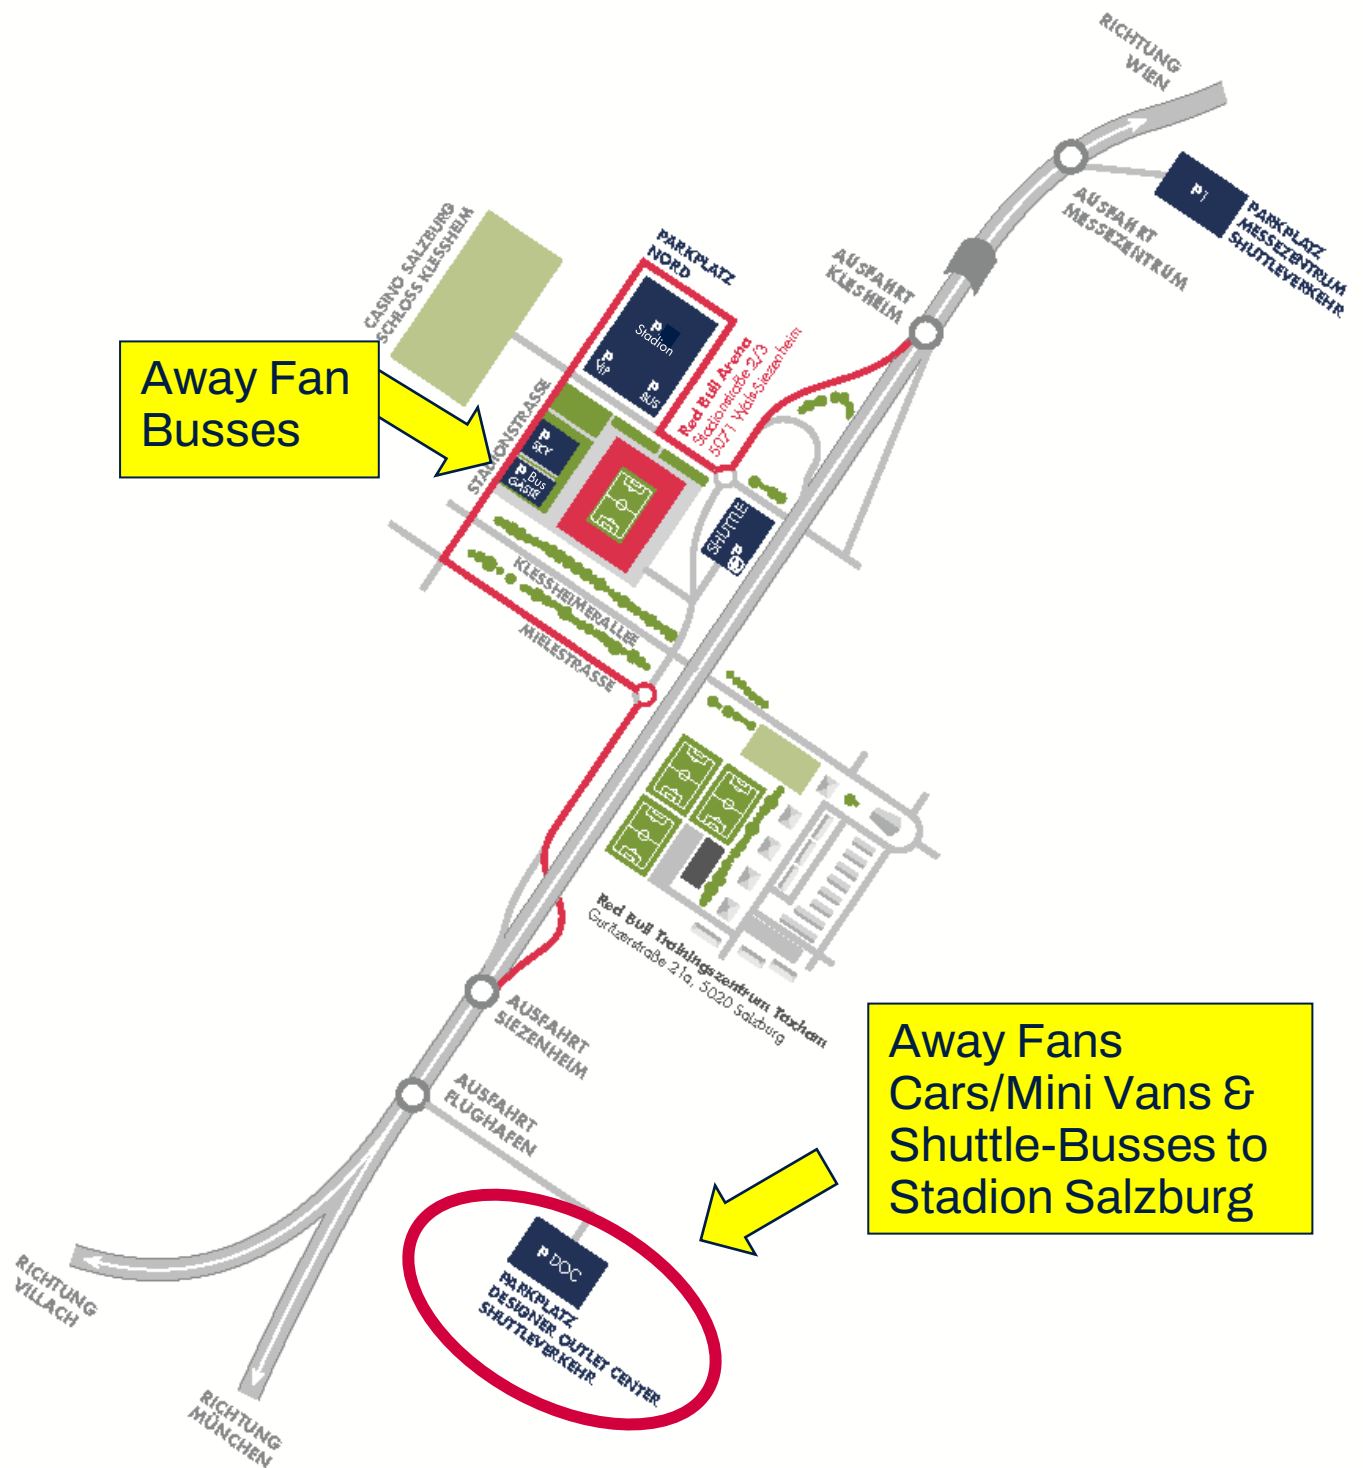 RICHTUNG
WIEN
P1
PARKPLATZ
MESSEZENTRUM
SHUTTLEVERKEHR
AUSFAHRT
MESSEZENTRUM
AUSFAHRT
KLESHEIM
CASINO SALZBURG
SCHLOSS KLESSHEIM
PARKPLATZ
NORD
P
Stadion
P
VIP
P
BUS
Red Bull Arena
Stadionstraße 2/3
5071 Wals-Siezenheim
Away Fan
Busses
STADIONSTRASSE
P
SKY
P Bus
GÄSTE
SHUTTLE
P
KLESSHEIMERALLEE
MIELESTRASSE
Red Bull Trainingszentrum Taxham
Guritzerstraße 21a, 5020 Salzburg
AUSFAHRT
SIEZENHEIM
AUSFAHRT
FLUGHAFEN
Away Fans
Cars/Mini Vans &
Shuttle-Busses to
Stadion Salzburg
P DOC
PARKPLATZ
DESIGNER OUTLET CENTER
SHUTTLEVERKEHR
RICHTUNG
VILLACH
RICHTUNG
MÜNCHEN